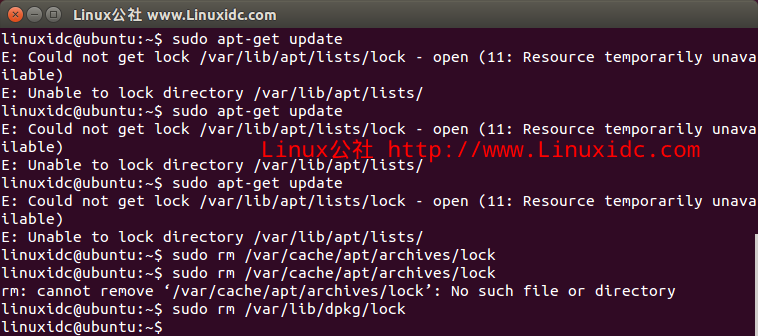 Linux公社 www.Linuxidc.com
linuxidc@ubuntu:~$ sudo apt-get update
E: Could not get lock /var/lib/apt/lists/lock - open (11: Resource temporarily unava
ilable)
E: Unable to lock directory /var/lib/apt/lists/
linuxidc@ubuntu:~$ sudo apt-get update
E: Could not get lock /var/lib/apt/lists/lock - open (11: Resource temporarily unava
ilable)
Linux公社 http://www.Linuxidc.com
E: Unable to lock directory /var/lib/apt/lists/
linuxidc@ubuntu:~$ sudo apt-get update
E: Could not get lock /var/lib/apt/lists/lock - open (11: Resource temporarily unava
ilable)
E: Unable to lock directory /var/lib/apt/lists/
linuxidc@ubuntu:~$ sudo rm /var/cache/apt/archives/lock
linuxidc@ubuntu:~$ sudo rm /var/cache/apt/archives/lock
rm: cannot remove ‘/var/cache/apt/archives/lock’: No such file or directory
linuxidc@ubuntu:~$ sudo rm /var/lib/dpkg/lock
linuxidc@ubuntu:~$